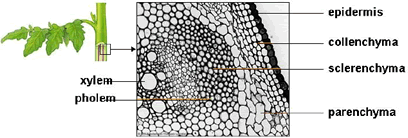 epidermis
collenchyma
sclerenchyma
xylem
pholem
parenchyma